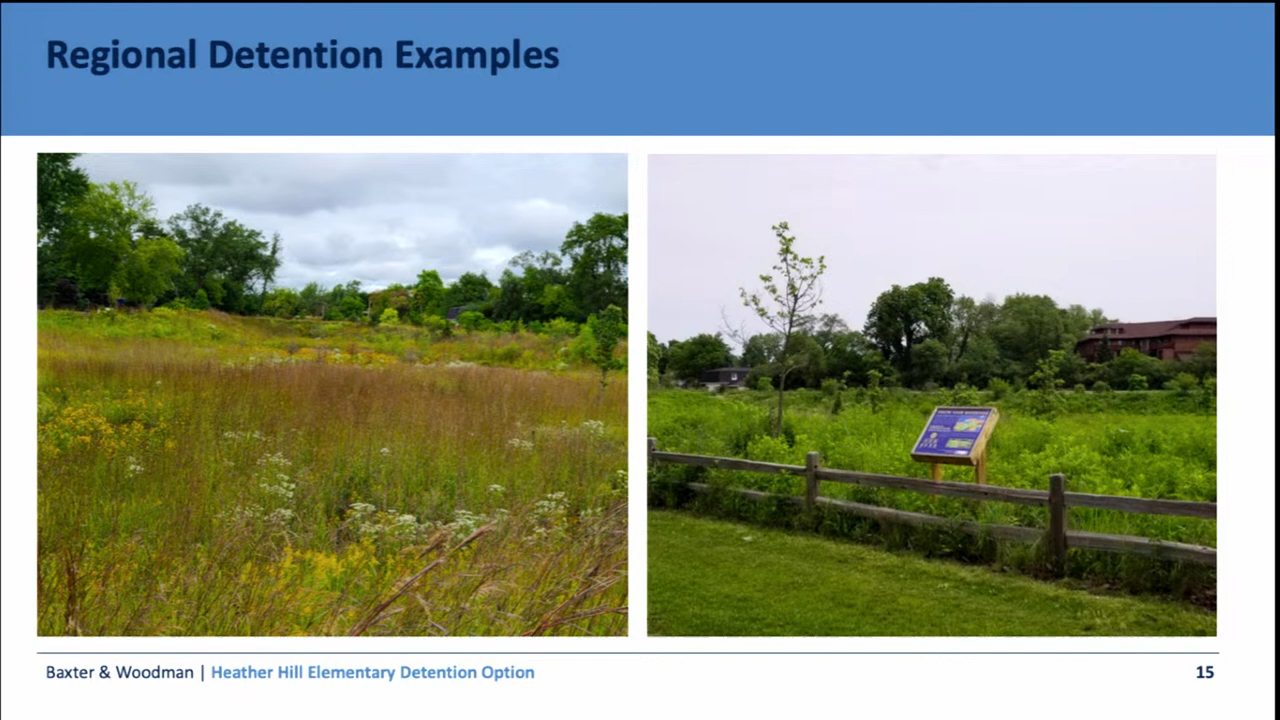 Regional Detention Examples
Baxter & Woodman | Heather Hill Elementary Detention Option
15